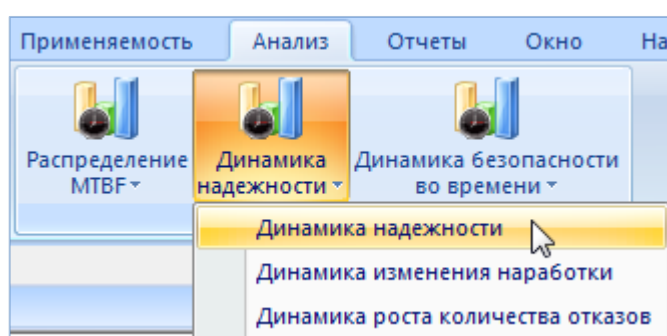 Применяемость Анализ Отчеты Окно На
Распределение MTBF
Динамика надежности
Динамика безопасности во времени
Динамика надежности
Динамика изменения наработки
Динамика роста количества отказов